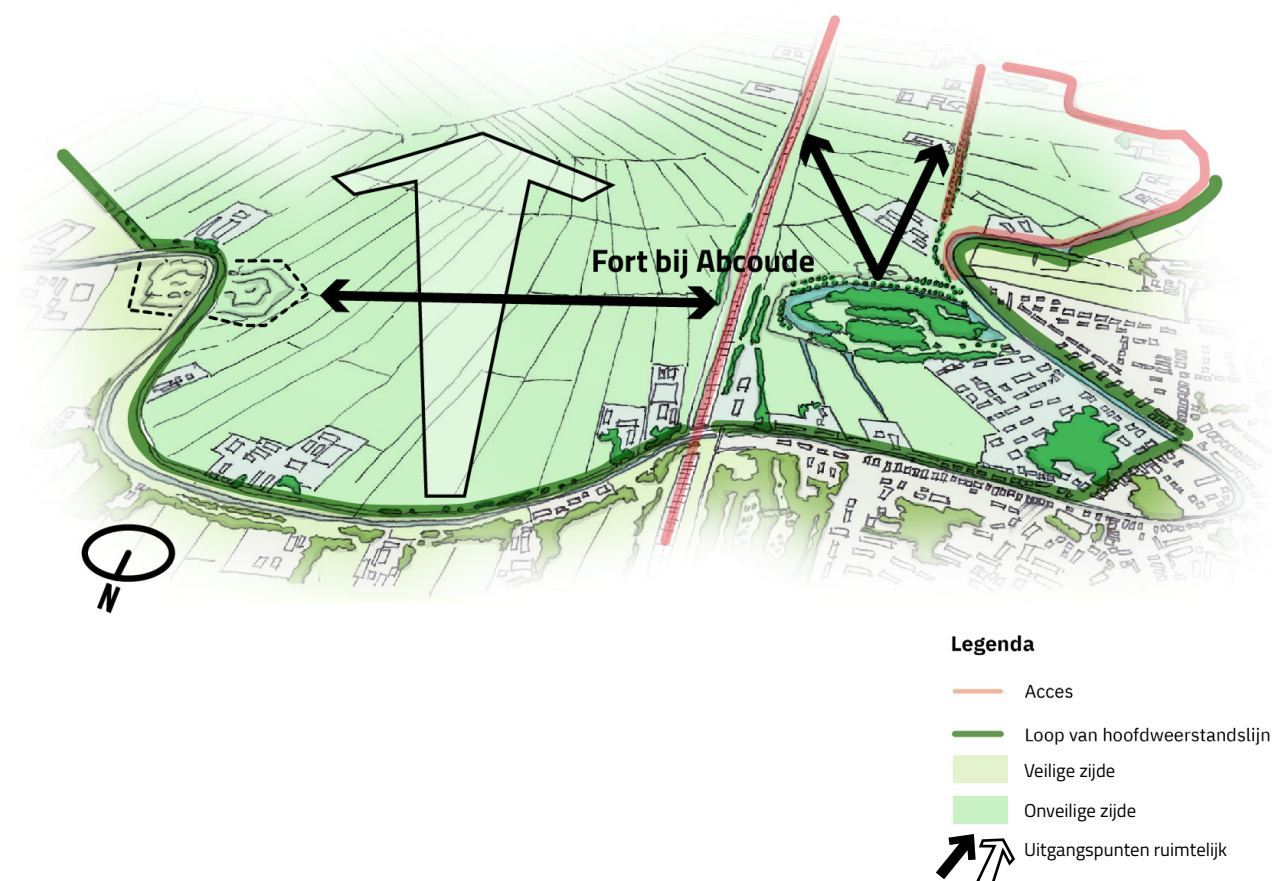 Fort bij Abcoude
N
Legenda
Acces
Loop van hoofdweerstandslijn
Veilige zijde
Onveilige zijde
Uitgangspunten ruimtelijk